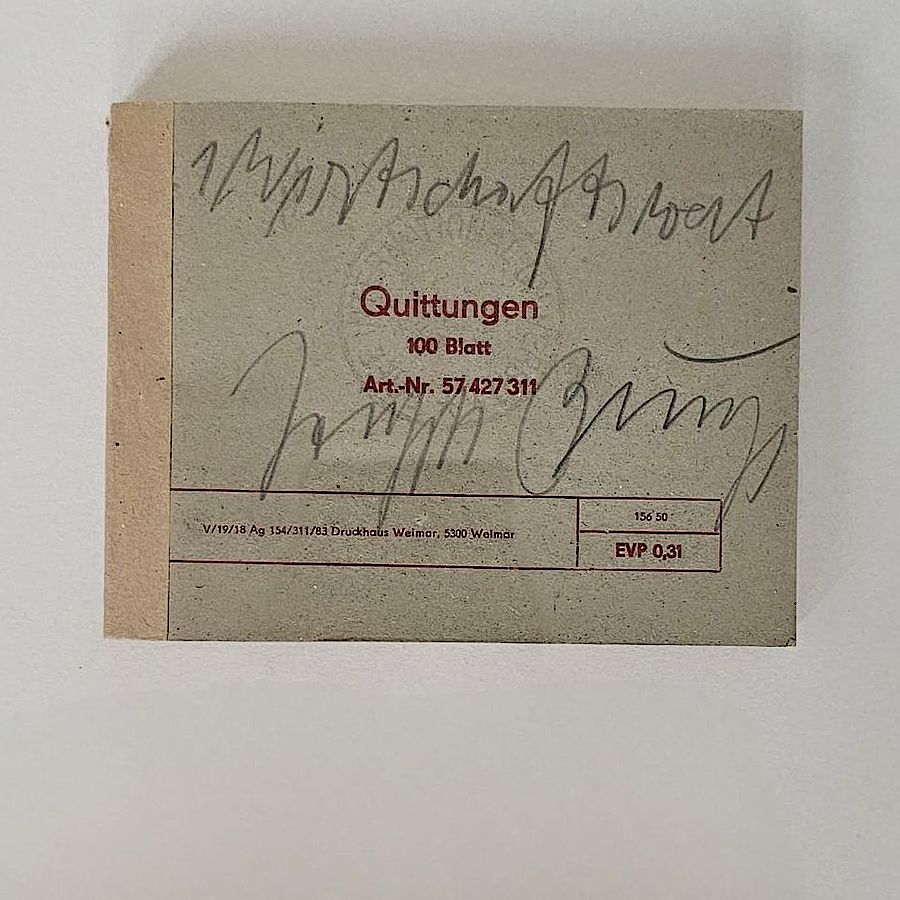 1 Wirtschaftswert
Quittungen
100 Blatt
Art.-Nr. 57 427 311
Joseph Beuys
V/19/18 Ag 154/311/83 Druckhaus Weimar, 5300 Weimar
156 50
EVP 0,31